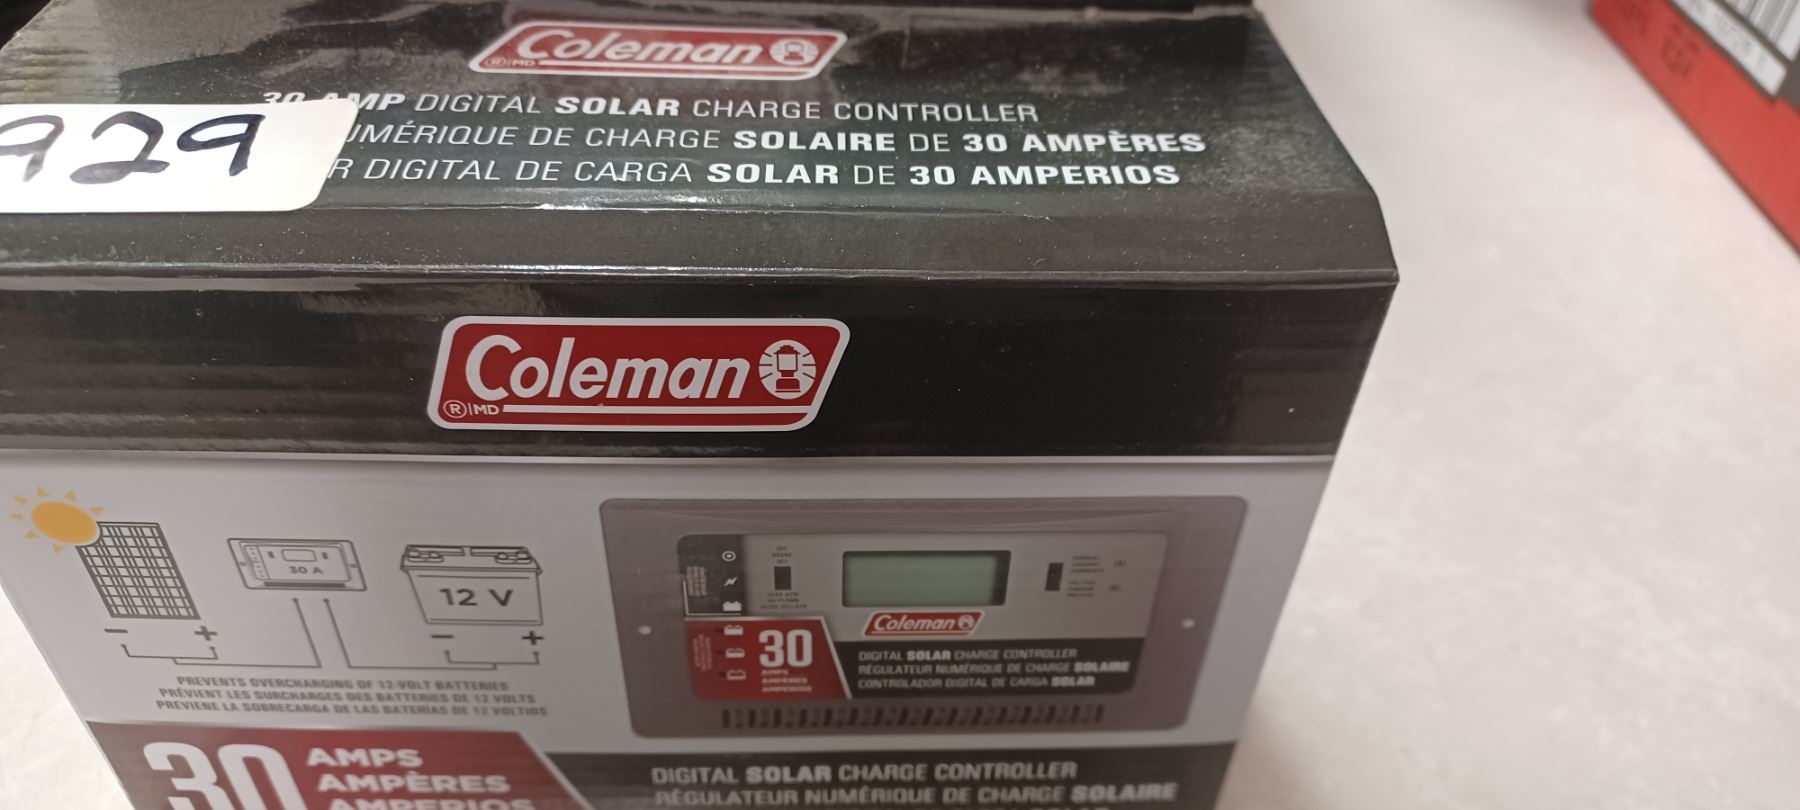 Coleman
®|MD
30 AMP DIGITAL SOLAR CHARGE CONTROLLER
UMÉRIQUE DE CHARGE SOLAIRE DE 30 AMPÈRES
R DIGITAL DE CARGA SOLAR DE 30 AMPERIOS
929
Coleman
®|MD
30 A
12 V
- +
- +
PREVENTS OVERCHARGING OF 12-VOLT BATTERIES
PRÉVIENT LES SURCHARGES DES BATTERIES DE 12 VOLTS
PREVIENE LA SOBRECARGA DE LAS BATERÍAS DE 12 VOLTIOS
Coleman
30
AMPS
AMPÈRES
AMPERIOS
DIGITAL SOLAR CHARGE CONTROLLER
RÉGULATEUR NUMÉRIQUE DE CHARGE SOLAIRE
CONTROLADOR DIGITAL DE CARGA SOLAR
30 AMPS
AMPÈRES
AMPERIOS
DIGITAL SOLAR CHARGE CONTROLLER
RÉGULATEUR NUMÉRIQUE DE CHARGE SOLAIRE